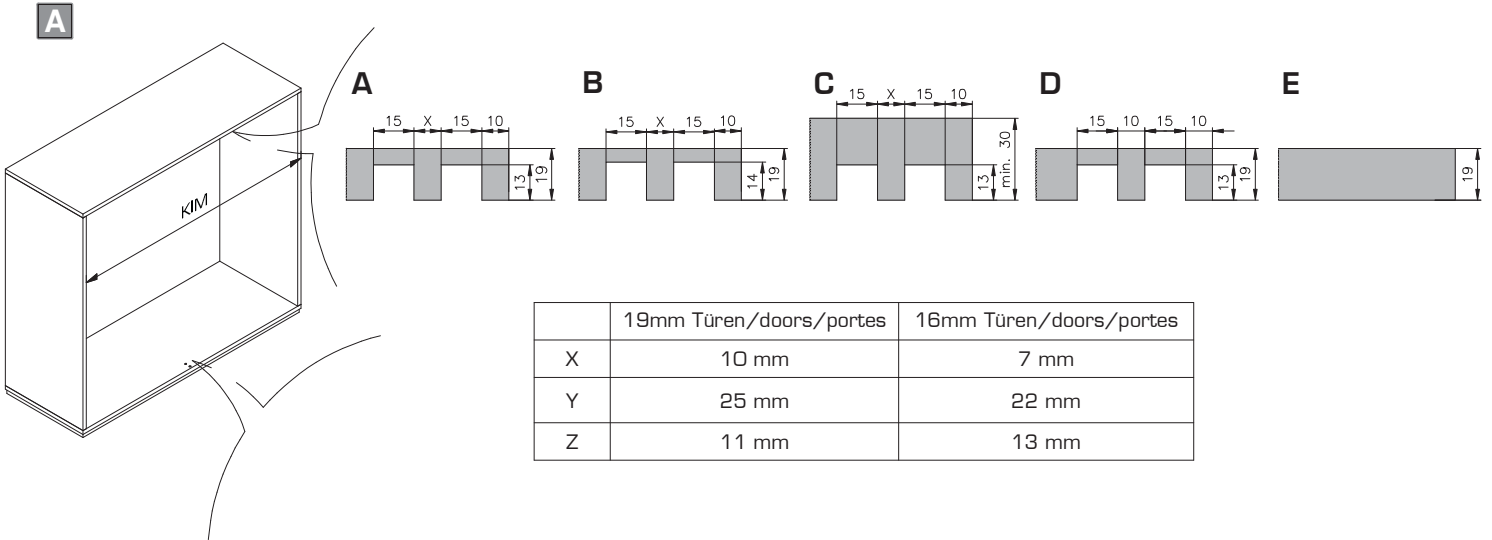 A
KIM
A
15 X 15 10
13
19
B
15 X 15 10
14
19
C
15 X 15 10
13
min. 30
D
15 10 15 10
13
19
E
19
19mm Türen/doors/portes 16mm Türen/doors/portes
X 10 mm 7 mm
Y 25 mm 22 mm
Z 11 mm 13 mm